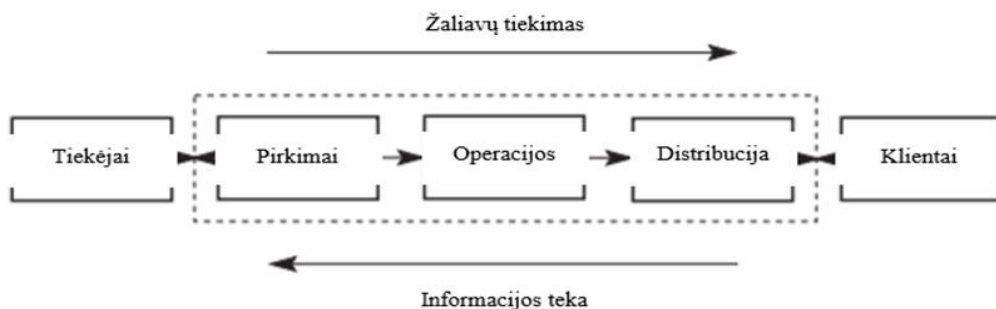 Žaliavų tiekimas
Tiekėjai
Pirkimai
Operacijos
Distribucija
Klientai
Informacijos teka